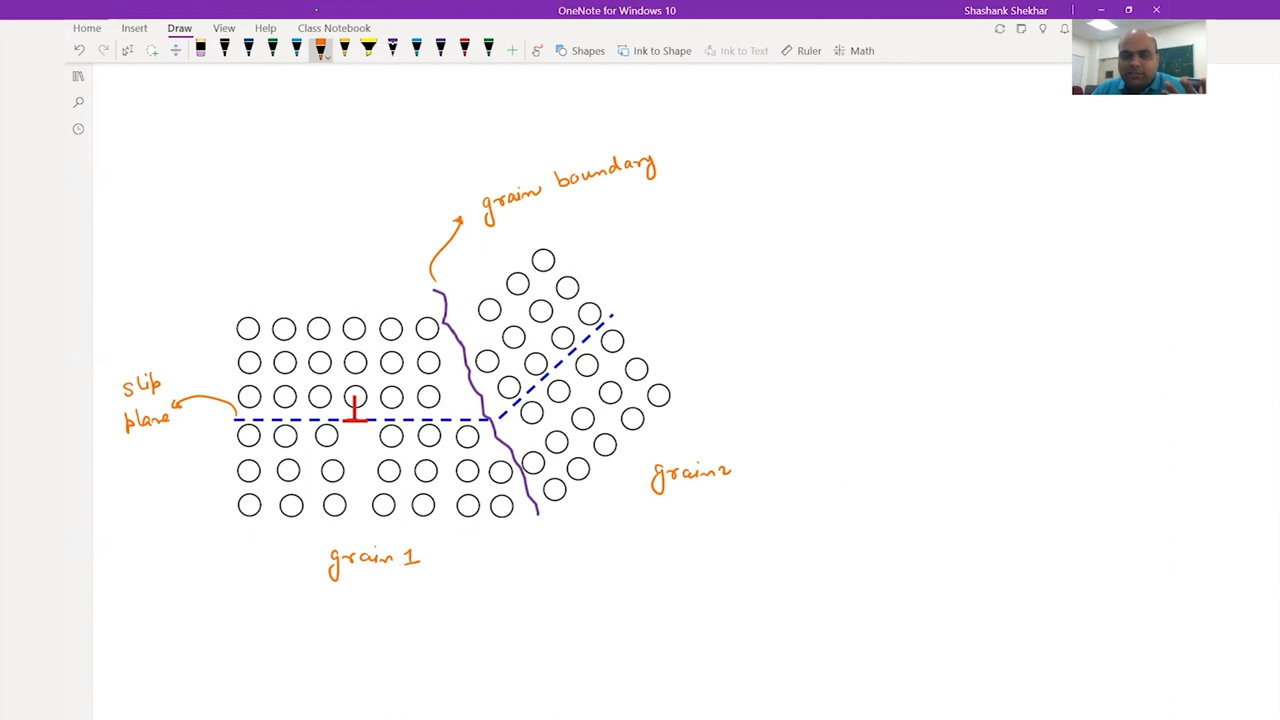 OneNote for Windows 10
Shashank Shekhar
Home Insert Draw View Help Class Notebook
Shapes Ink to Shape Ink to Text Ruler Math
grain boundary
slip
plane
grain 2
grain 1